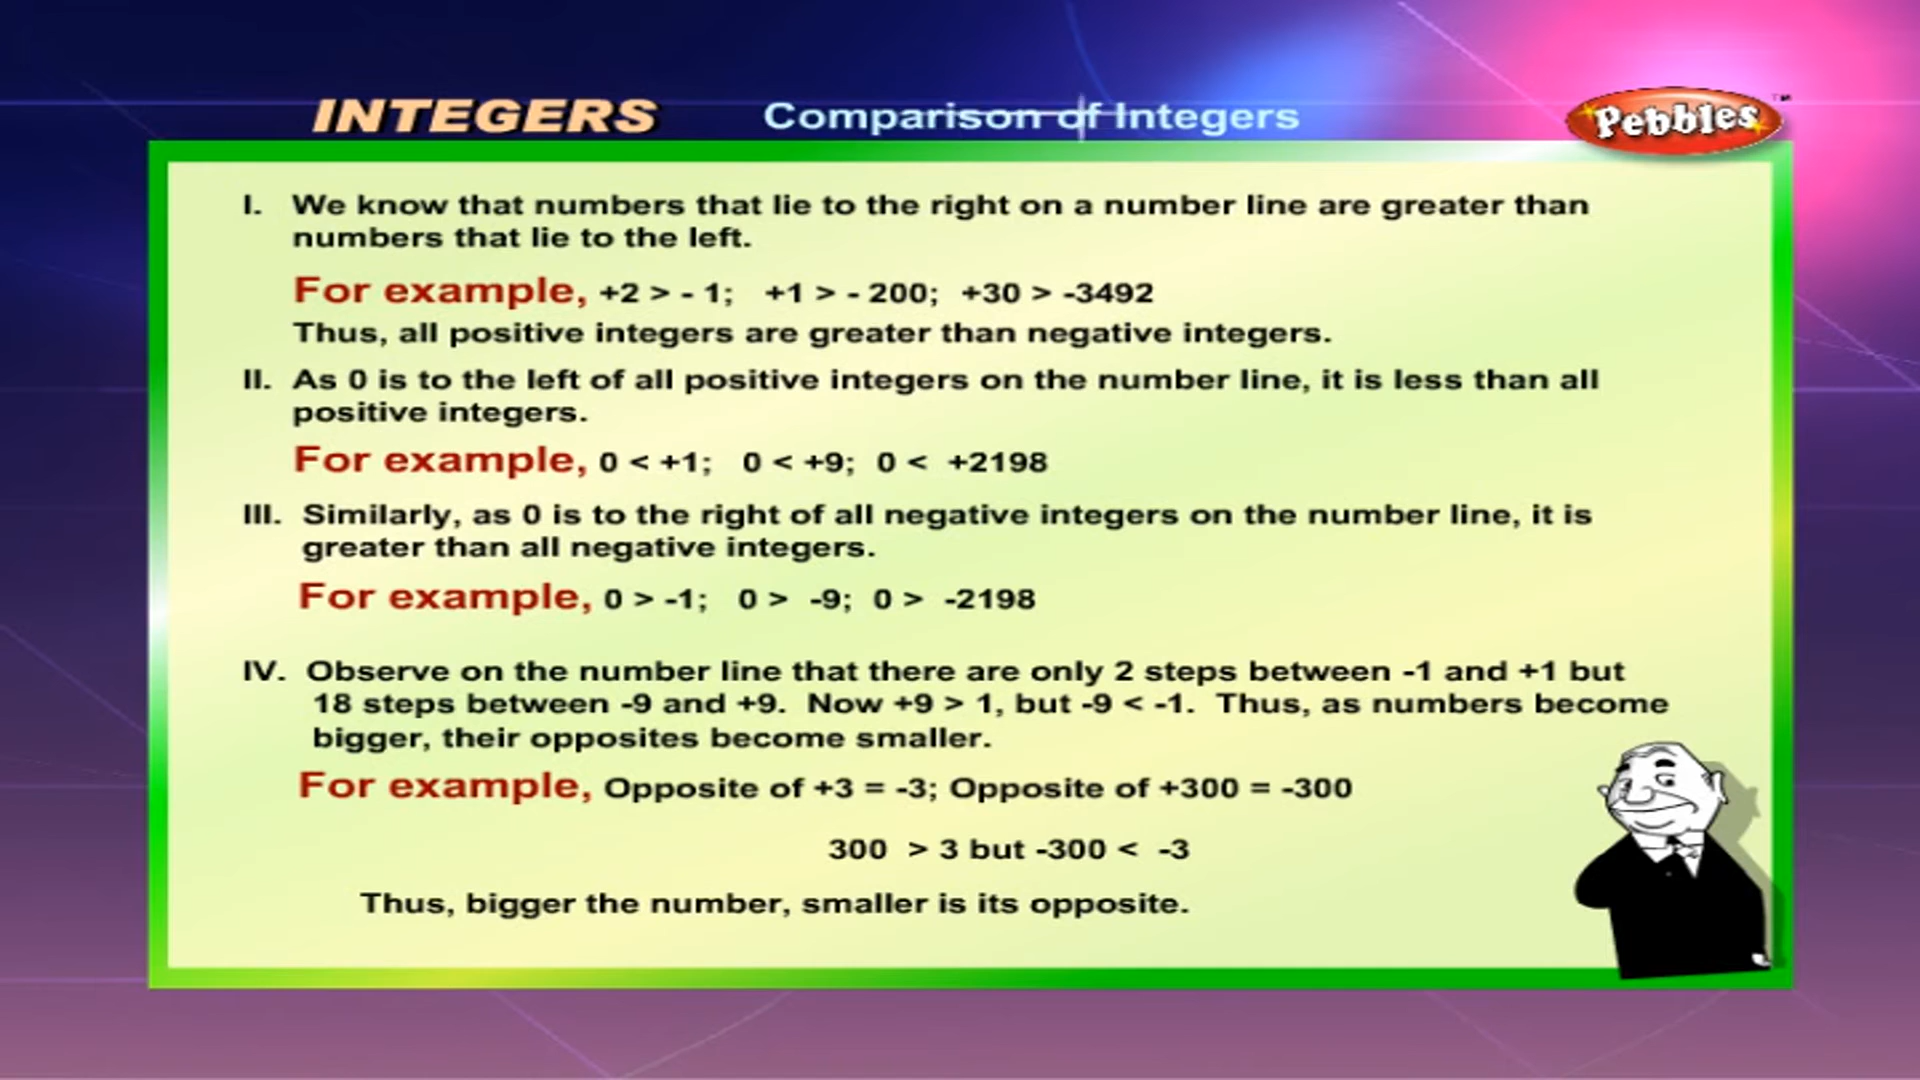 INTEGERS Comparison of Integers
Pebbles™
I. We know that numbers that lie to the right on a number line are greater than
numbers that lie to the left.
For example, +2 > - 1; +1 > - 200; +30 > -3492
Thus, all positive integers are greater than negative integers.
II. As 0 is to the left of all positive integers on the number line, it is less than all
positive integers.
For example, 0 < +1; 0 < +9; 0 < +2198
III. Similarly, as 0 is to the right of all negative integers on the number line, it is
greater than all negative integers.
For example, 0 > -1; 0 > -9; 0 > -2198
IV. Observe on the number line that there are only 2 steps between -1 and +1 but
18 steps between -9 and +9. Now +9 > 1, but -9 < -1. Thus, as numbers become
bigger, their opposites become smaller.
For example, Opposite of +3 = -3; Opposite of +300 = -300
300 > 3 but -300 < -3
Thus, bigger the number, smaller is its opposite.